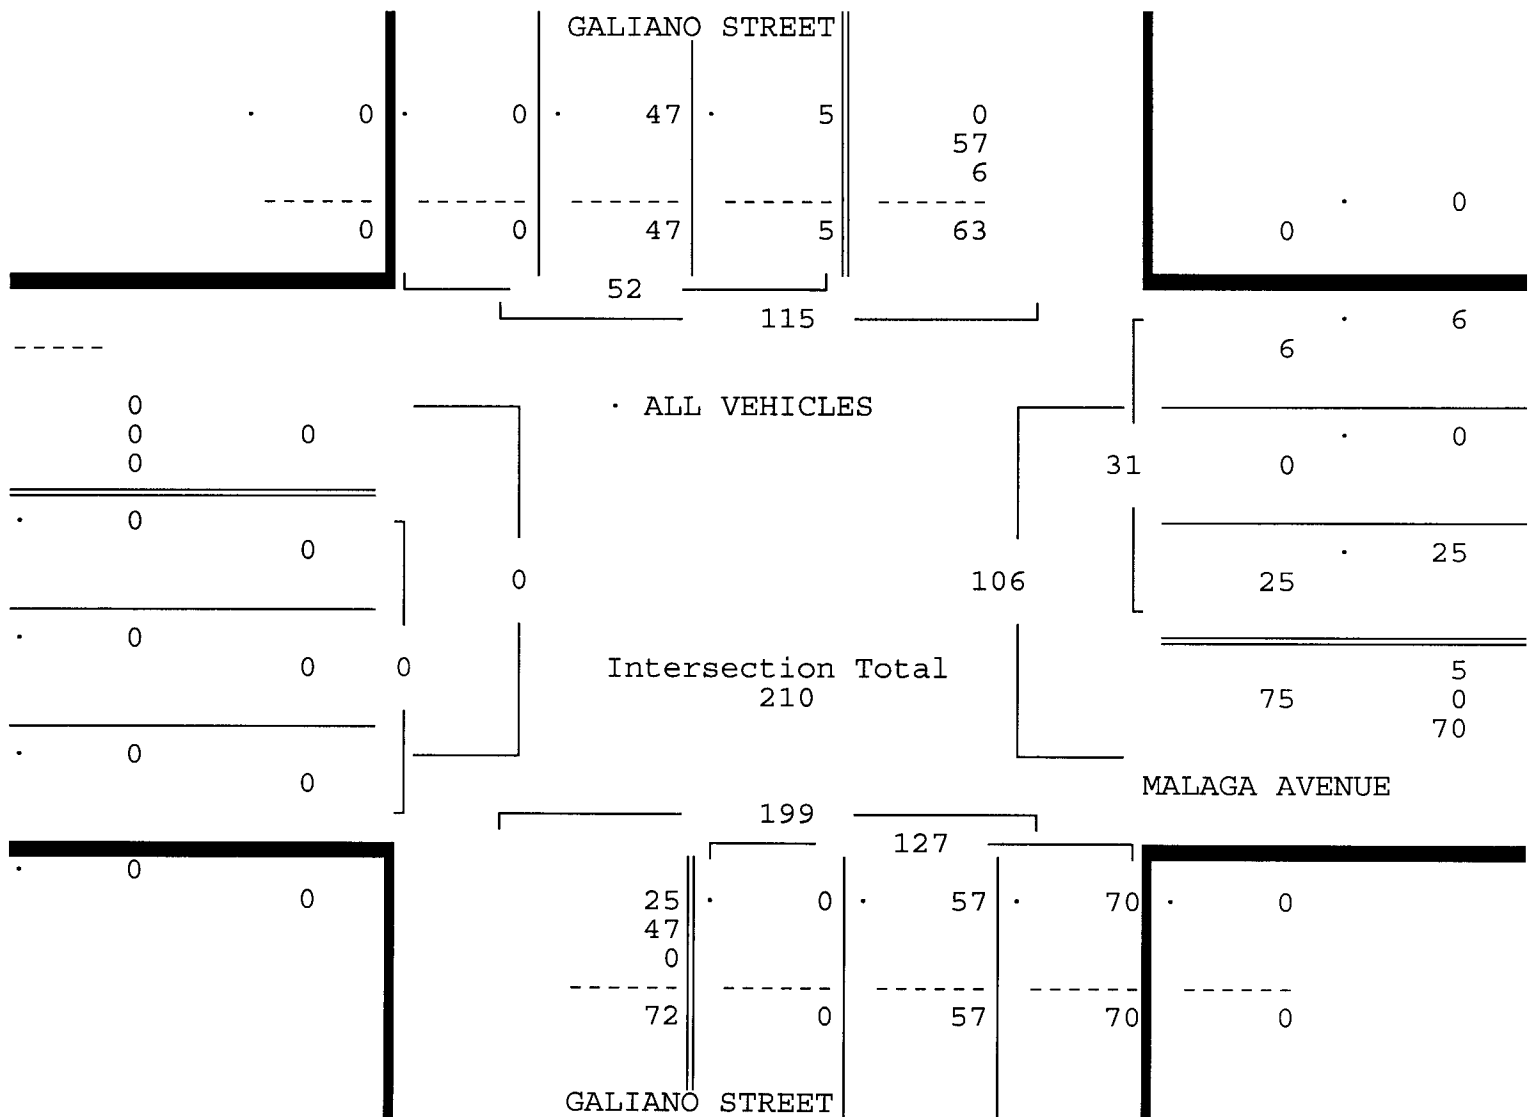 GALIANO STREET
· 0 · 0 · 47 · 5 0
57
6
------ ------ ------ ------ ------ · 0
0 0 47 5 63 0
52
115 · 6
----- 6
0 · ALL VEHICLES
0 0 · 0
0 31 0
· 0
0 · 25
0 106 25
· 0
0 0 Intersection Total 5
210 75 0
70
· 0
0 MALAGA AVENUE
199
127
· 0
0 25 · 0 · 57 · 70 · 0
47
0
------ ------ ------ ------ ------
72 0 57 70 0
GALIANO STREET